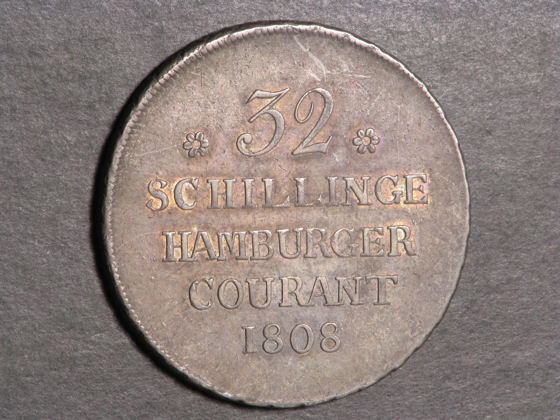 32
SCHILLINGE
HAMBURGER
COURANT
1808